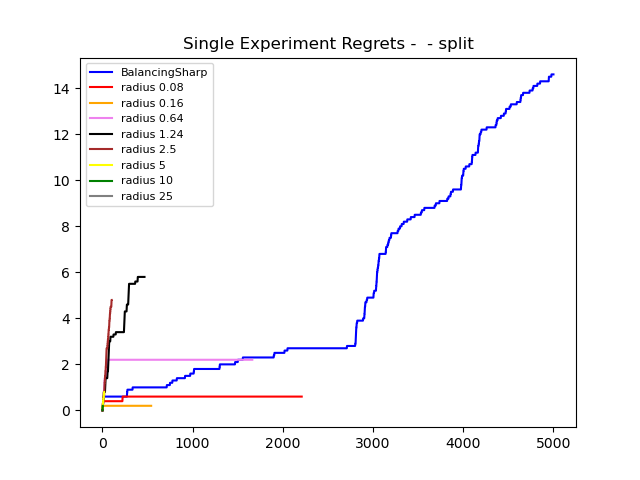 Single Experiment Regrets -  - split
BalancingSharp
radius 0.08
radius 0.16
radius 0.64
radius 1.24
radius 2.5
radius 5
radius 10
radius 25
14
12
10
8
6
4
2
0
0 1000 2000 3000 4000 5000